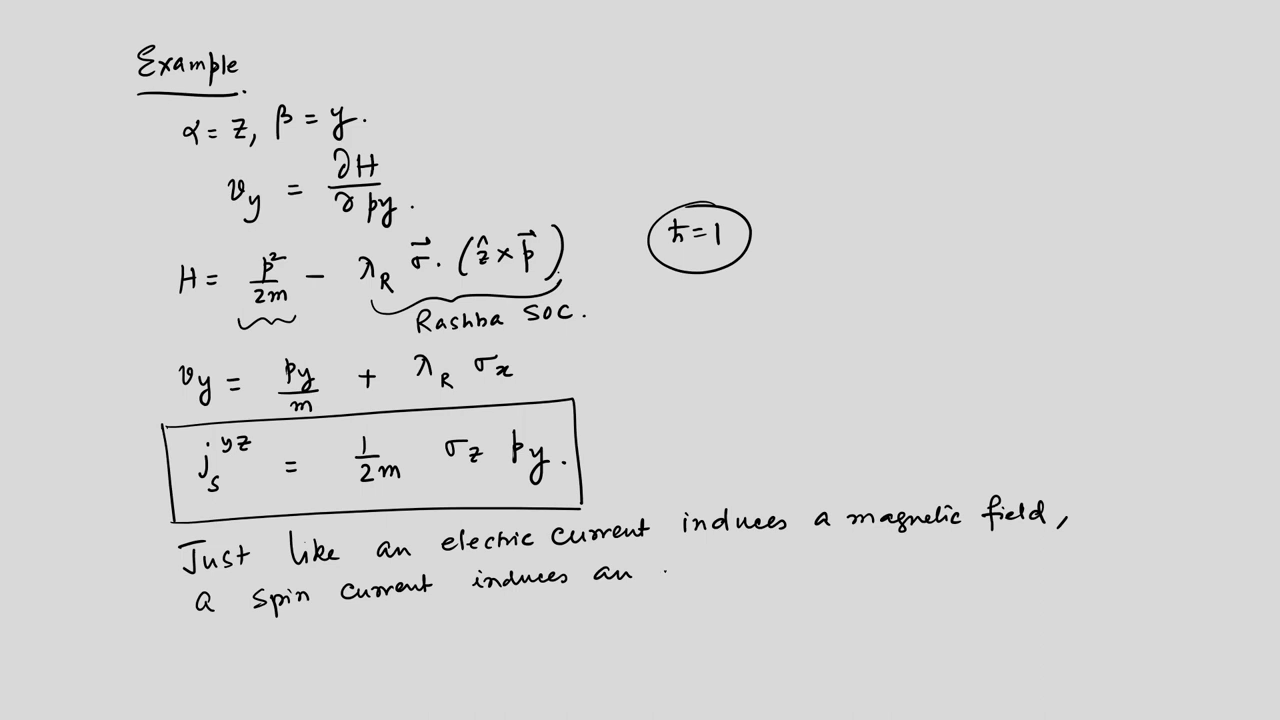 Example.
α = z, β = y.
v_y = ∂H/∂p_y.
H = p²/2m - λ_R σ⃗ . (ẑ × p⃗)
ħ = 1
Rashba SOC.
v_y = p_y/m + λ_R σ_x
j_s^yz = 1/2m σ_z p_y.
Just like an electric current induces a magnetic field,
a spin current induces an .